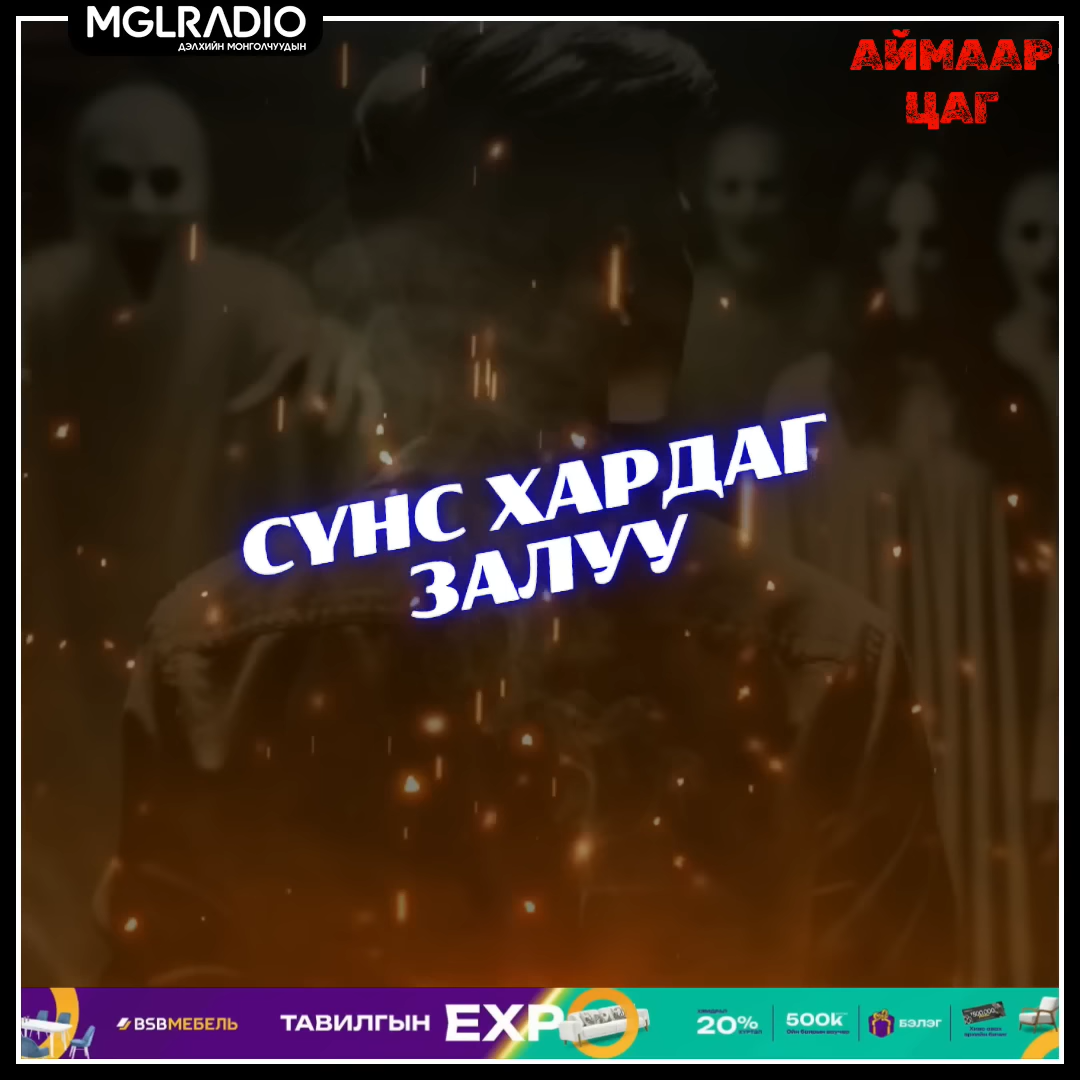 MGLRADIO
ДЭЛХИЙН МОНГОЛЧУУДЫН
АЙМААР
ЦАГ
СҮНС ХАРДАГ
ЗАЛУУ
BSBМЕБЕЛЬ
ТАВИЛГЫН EXPO
20%
500k
БЭЛЭГ